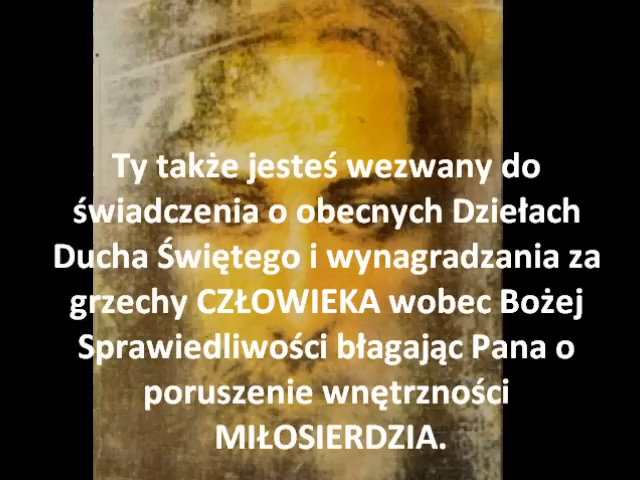 Ty także jesteś wezwany do
świadczenia o obecnych Dziełach
Ducha Świętego i wynagradzania za
grzechy CZŁOWIEKA wobec Bożej
Sprawiedliwości błagając Pana o
poruszenie wnętrzności
MIŁOSIERDZIA.